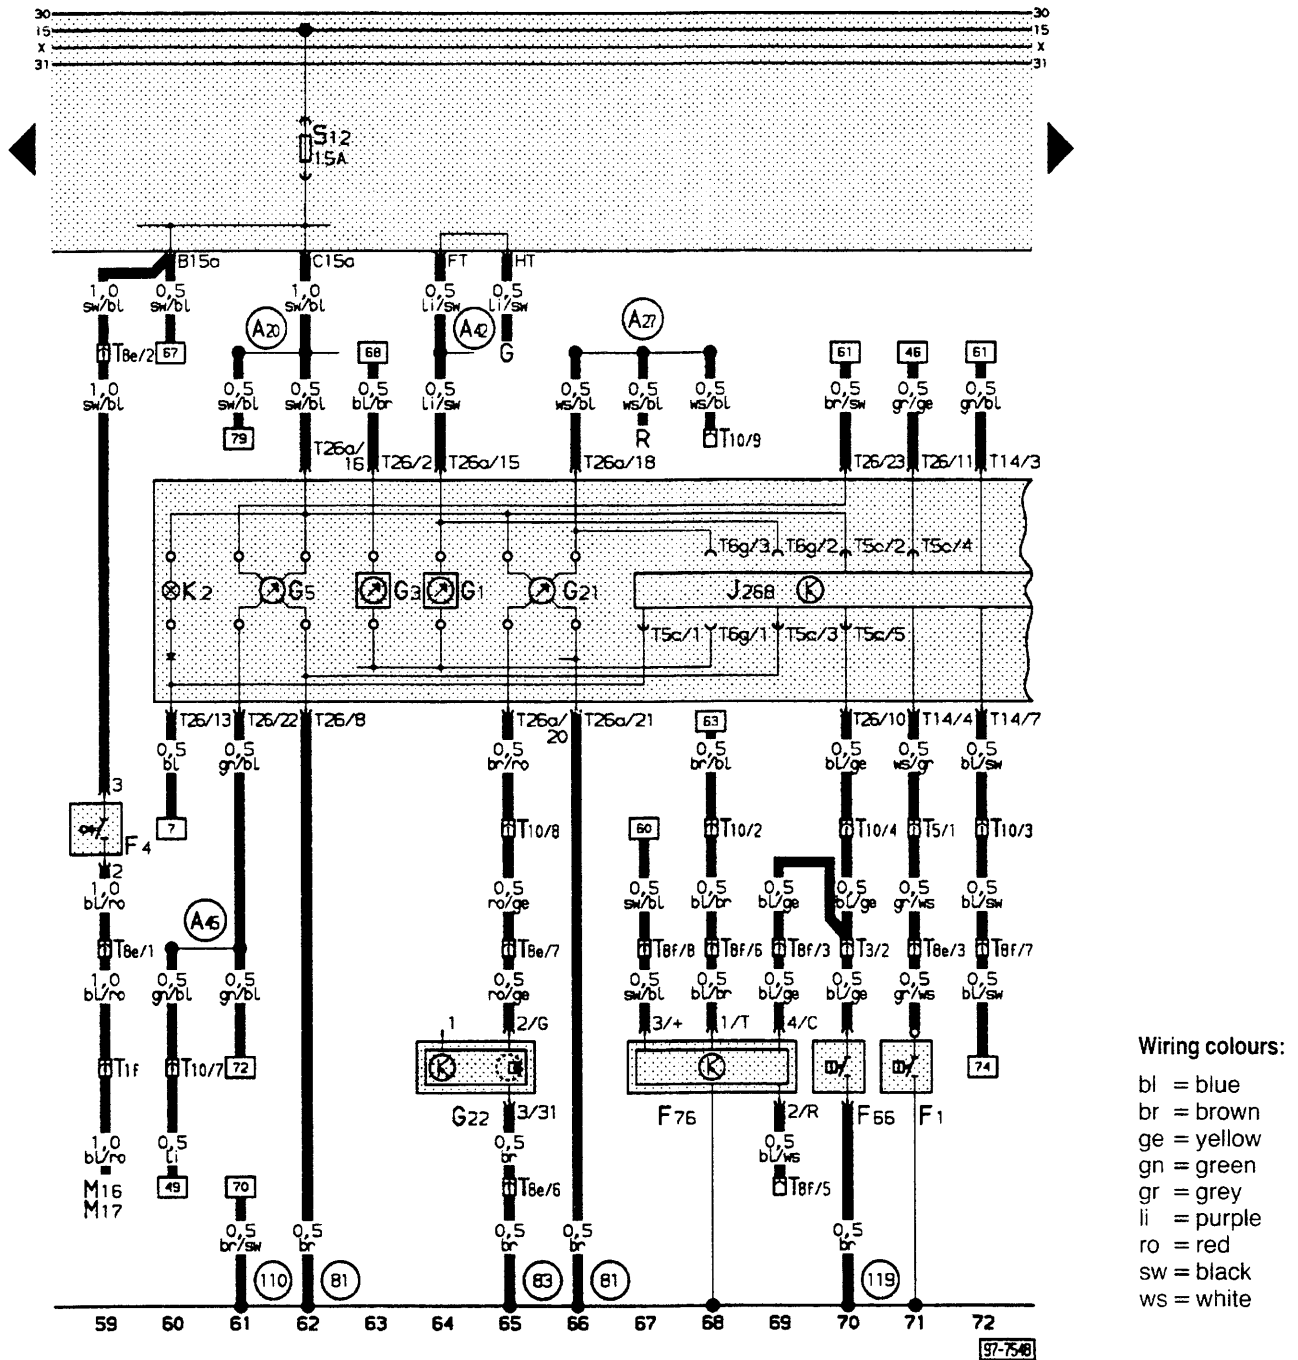 30 30
15 15
X X
31 31
S12
15A
B15a C15a FT HT
1,0 0,5 1,0 0,5 0,5
sw/bl sw/bl sw/bl li/sw li/sw
A20 A42 A27
T8e/2 67 68 G 61 46 61
1,0 0,5 0,5 0,5 0,5 0,5 0,5 0,5 0,5 0,5 0,5
sw/bl sw/bl sw/bl bl/br li/sw ws/bl ws/bl ws/bl br/sw gr/ge gn/bl
79 R T10/9
T26a/16 T26/2 T26a/15 T26a/18 T26/23 T26/11 T14/3
T6g/3 T6g/2 T5c/2 T5c/4
K2 G5 G3 G1 G21 J268
T5c/1 T6g/1 T5c/3 T5c/5
T26/13 T26/22 T26/8 T26a/20 T26a/21 63 T26/10 T14/4 T14/7
0,5 0,5 0,5 0,5 0,5 0,5 0,5
bl gr/bl br/ro br/bl bl/ge ws/gr bl/sw
3
F4 7 T10/8 60 T10/2 T10/4 T5/1 T10/3
2
1,0 0,5 0,5 0,5 0,5 0,5 0,5 0,5
bl/ro ro/ge sw/bl bl/br bl/ge bl/ge gr/ws bl/sw
A45
T8e/1 T8e/7 T8f/8 T8f/6 T8f/3 T3/2 T8e/3 T8f/7
1,0 0,5 0,5 0,5 0,5 0,5 0,5 0,5 0,5 0,5
bl/ro gr/bl gr/bl ro/ge sw/bl bl/br bl/ge bl/ge gr/ws bl/sw
1 2/G 3/+ 1/T 4/C
T1f T10/7 72 74
G22 3/31 F76 2/R F66 F1
1,0 0,5 0,5 0,5
bl/ro li br bl/ws
M16 49 70 T8e/6 T8f/5
M17
0,5 0,5 0,5 0,5 0,5
br/sw br br br br
110 81 83 81 119
59 60 61 62 63 64 65 66 67 68 69 70 71 72
97-7548
Wiring colours:
bl = blue
br = brown
ge = yellow
gn = green
gr = grey
li = purple
ro = red
sw = black
ws = white